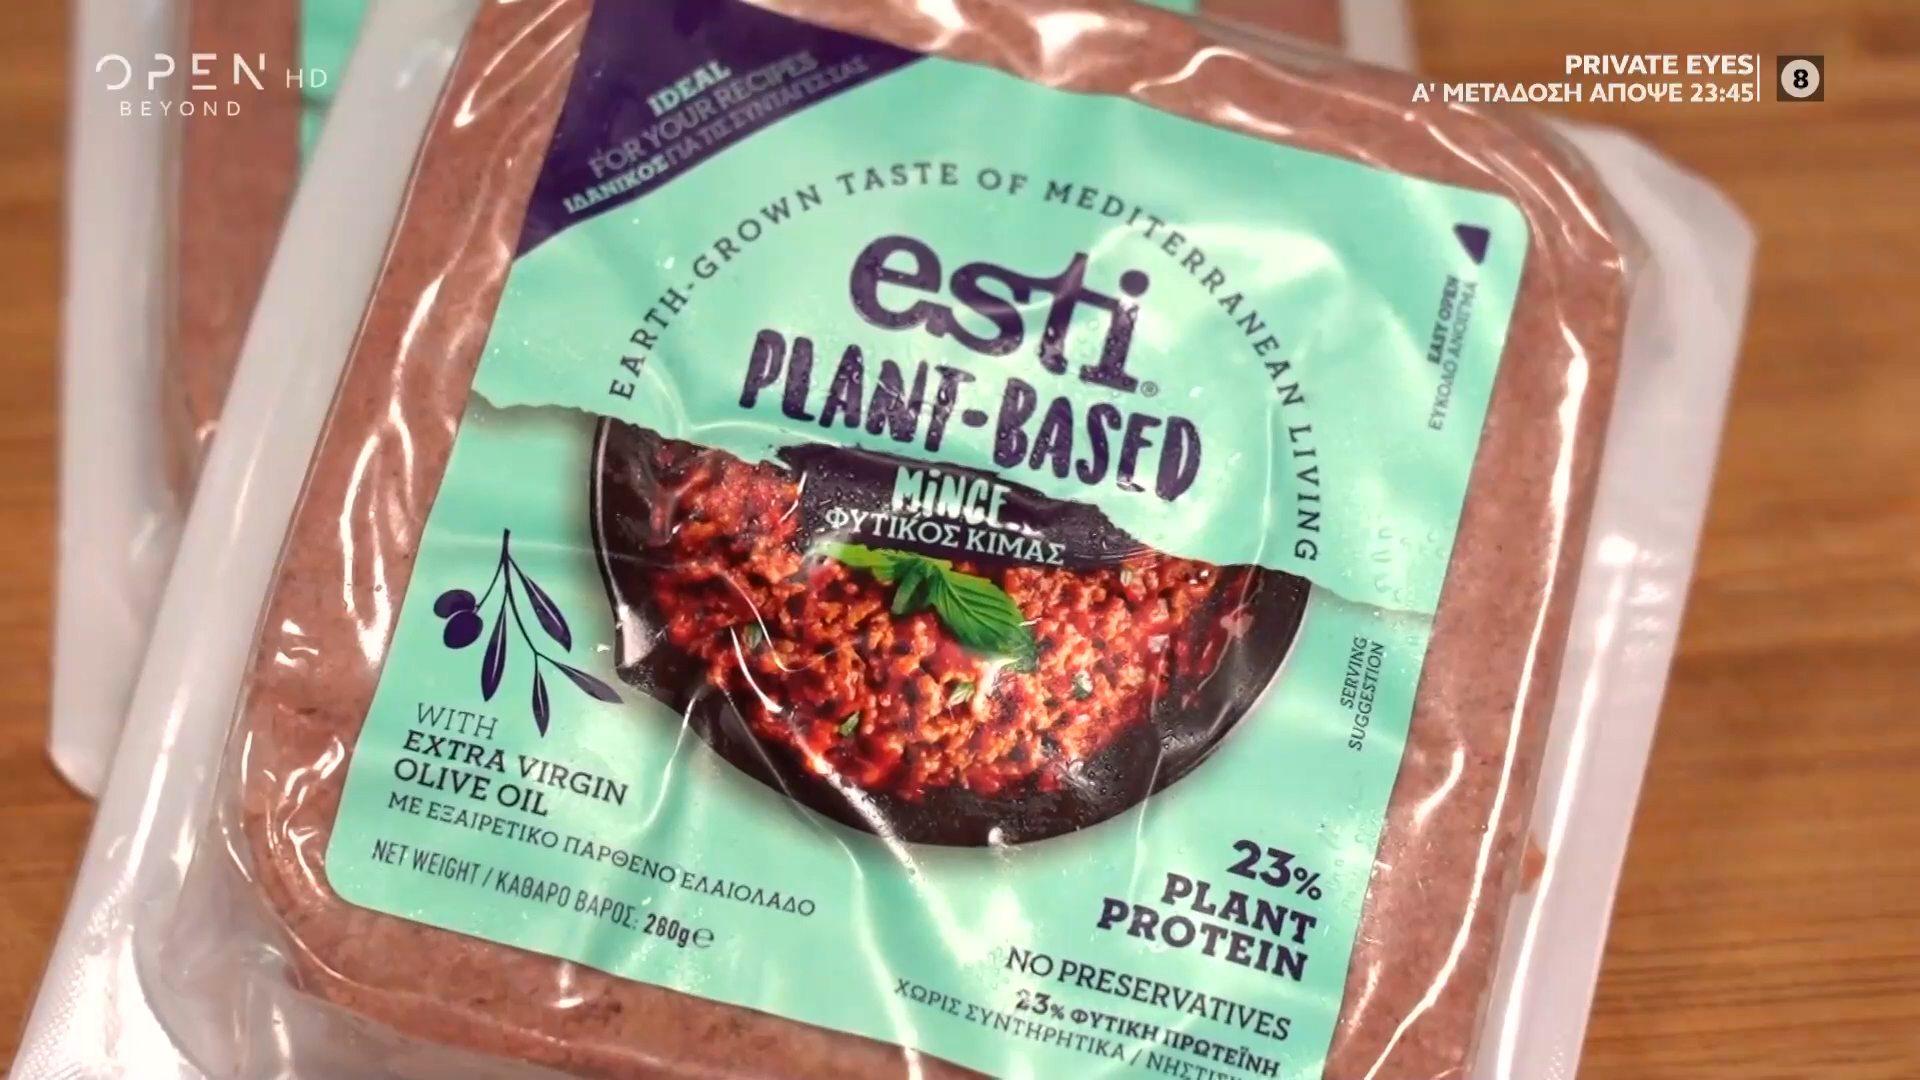 OPEN HD
BEYOND
PRIVATE EYES
Α' ΜΕΤΑΔΟΣΗ ΑΠΟΨΕ 23:45
8
IDEAL
FOR YOUR RECIPES
ΙΔΑΝΙΚΟΣ ΓΙΑ ΤΙΣ ΣΥΝΤΑΓΕΣ ΣΑΣ
EARTH-GROWN TASTE OF MEDITERRANEAN LIVING
esti®
PLANT-BASED
MiNCE
ΦΥΤΙΚΟΣ ΚΙΜΑΣ
EASY OPEN
ΕΥΚΟΛΟ ΑΝΟΙΓΜΑ
SERVING
SUGGESTION
WITH
EXTRA VIRGIN
OLIVE OIL
ΜΕ ΕΞΑΙΡΕΤΙΚΟ ΠΑΡΘΕΝΟ ΕΛΑΙΟΛΑΔΟ
NET WEIGHT / ΚΑΘΑΡΟ ΒΑΡΟΣ: 280g℮
23%
PLANT
PROTEIN
NO PRESERVATIVES
23% ΦΥΤΙΚΗ ΠΡΩΤΕΪΝΗ
ΧΩΡΙΣ ΣΥΝΤΗΡΗΤΙΚΑ /